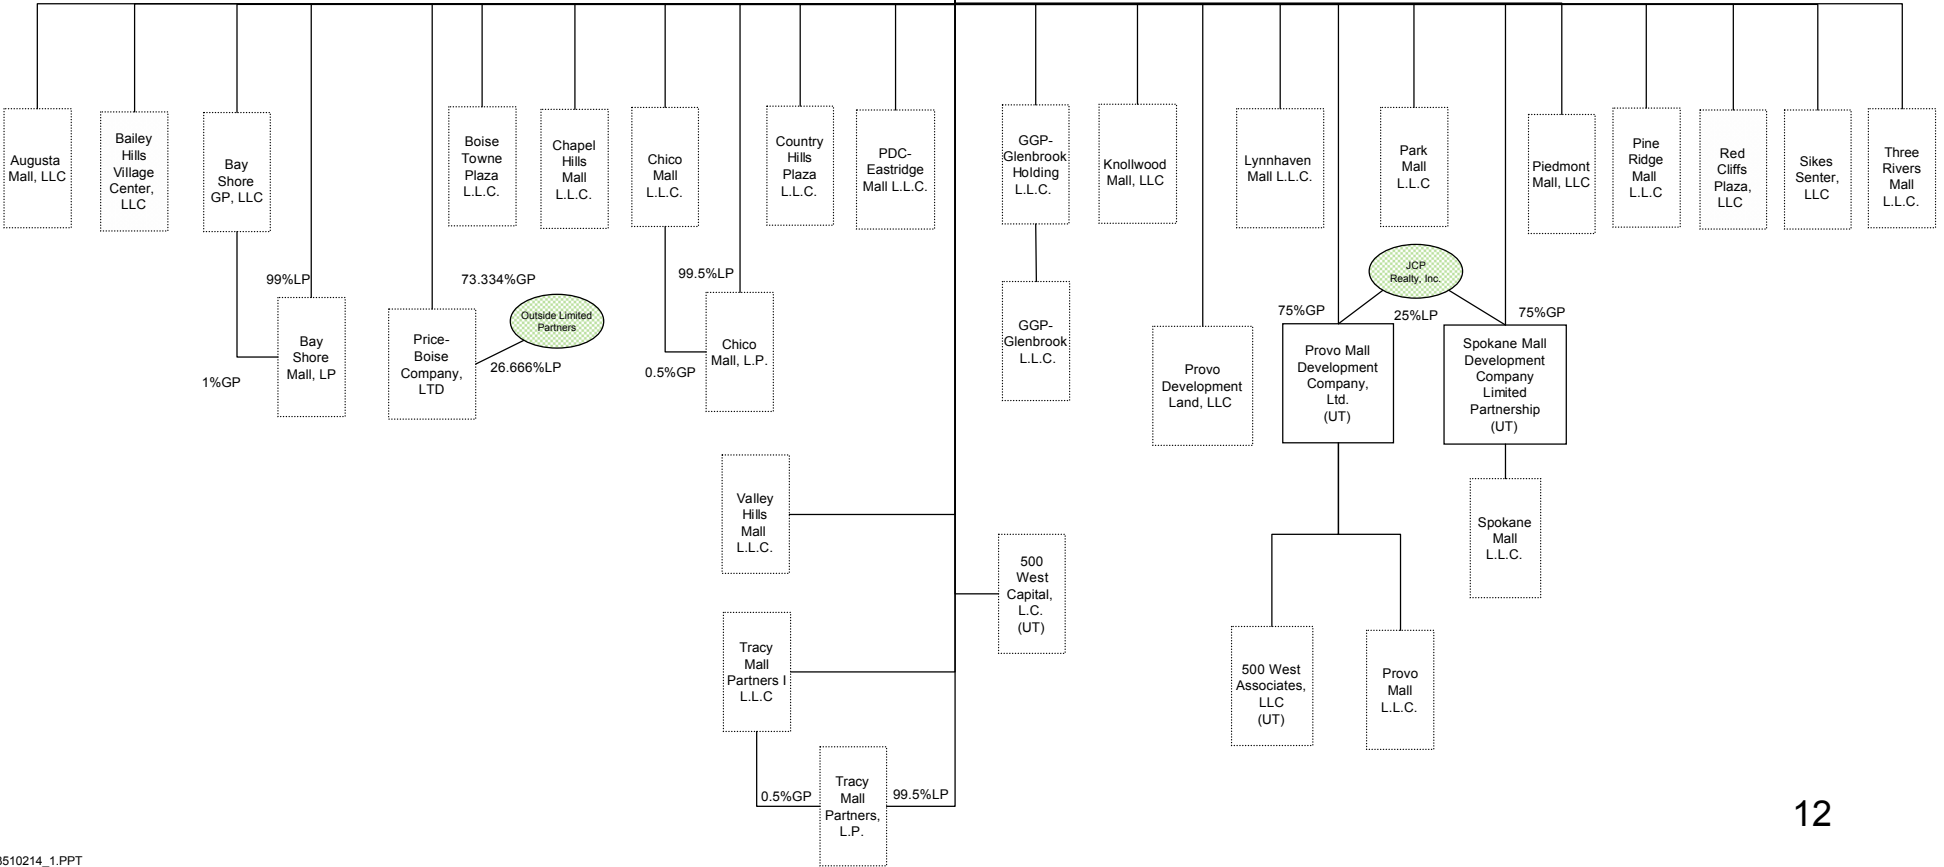 Augusta
Mall, LLC
Bailey
Hills
Village
Center,
LLC
Bay
Shore
GP, LLC
Boise
Towne
Plaza
L.L.C.
Chapel
Hills
Mall
L.L.C.
Chico
Mall
L.L.C.
Country
Hills
Plaza
L.L.C.
PDC-
Eastridge
Mall L.L.C.
GGP-
Glenbrook
Holding
L.L.C.
Knollwood
Mall, LLC
Lynnhaven
Mall L.L.C.
Park
Mall
L.L.C
Piedmont
Mall, LLC
Pine
Ridge
Mall
L.L.C
Red
Cliffs
Plaza,
LLC
Sikes
Senter,
LLC
Three
Rivers
Mall
L.L.C.
99%LP
1%GP
Bay
Shore
Mall, LP
Price-
Boise
Company,
LTD
73.334%GP
Outside Limited
Partners
26.666%LP
99.5%LP
0.5%GP
Chico
Mall, L.P.
GGP-
Glenbrook
L.L.C.
Provo
Development
Land, LLC
JCP
Realty, Inc.
75%GP
25%LP
75%GP
Provo Mall
Development
Company,
Ltd.
(UT)
Spokane Mall
Development
Company
Limited
Partnership
(UT)
Valley
Hills
Mall
L.L.C.
500
West
Capital,
L.C.
(UT)
Spokane
Mall
L.L.C.
Tracy
Mall
Partners I
L.L.C
500 West
Associates,
LLC
(UT)
Provo
Mall
L.L.C.
0.5%GP
Tracy
Mall
Partners,
L.P.
99.5%LP
12
3510214_1.PPT